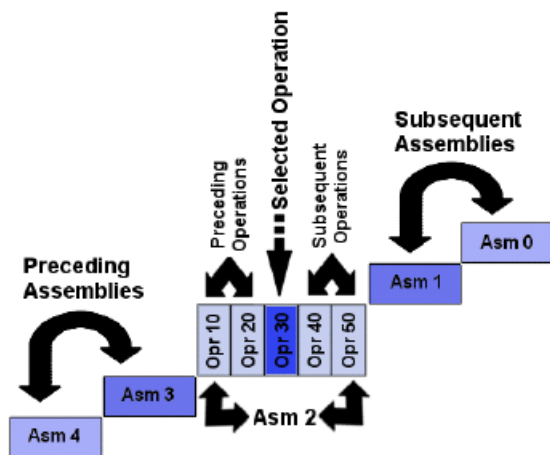 Selected Operation
Subsequent
Assemblies
Preceding
Operations
Subsequent
Operations
Asm 0
Preceding
Assemblies
Asm 1
Opr 10
Opr 20
Opr 30
Opr 40
Opr 50
Asm 3
Asm 2
Asm 4